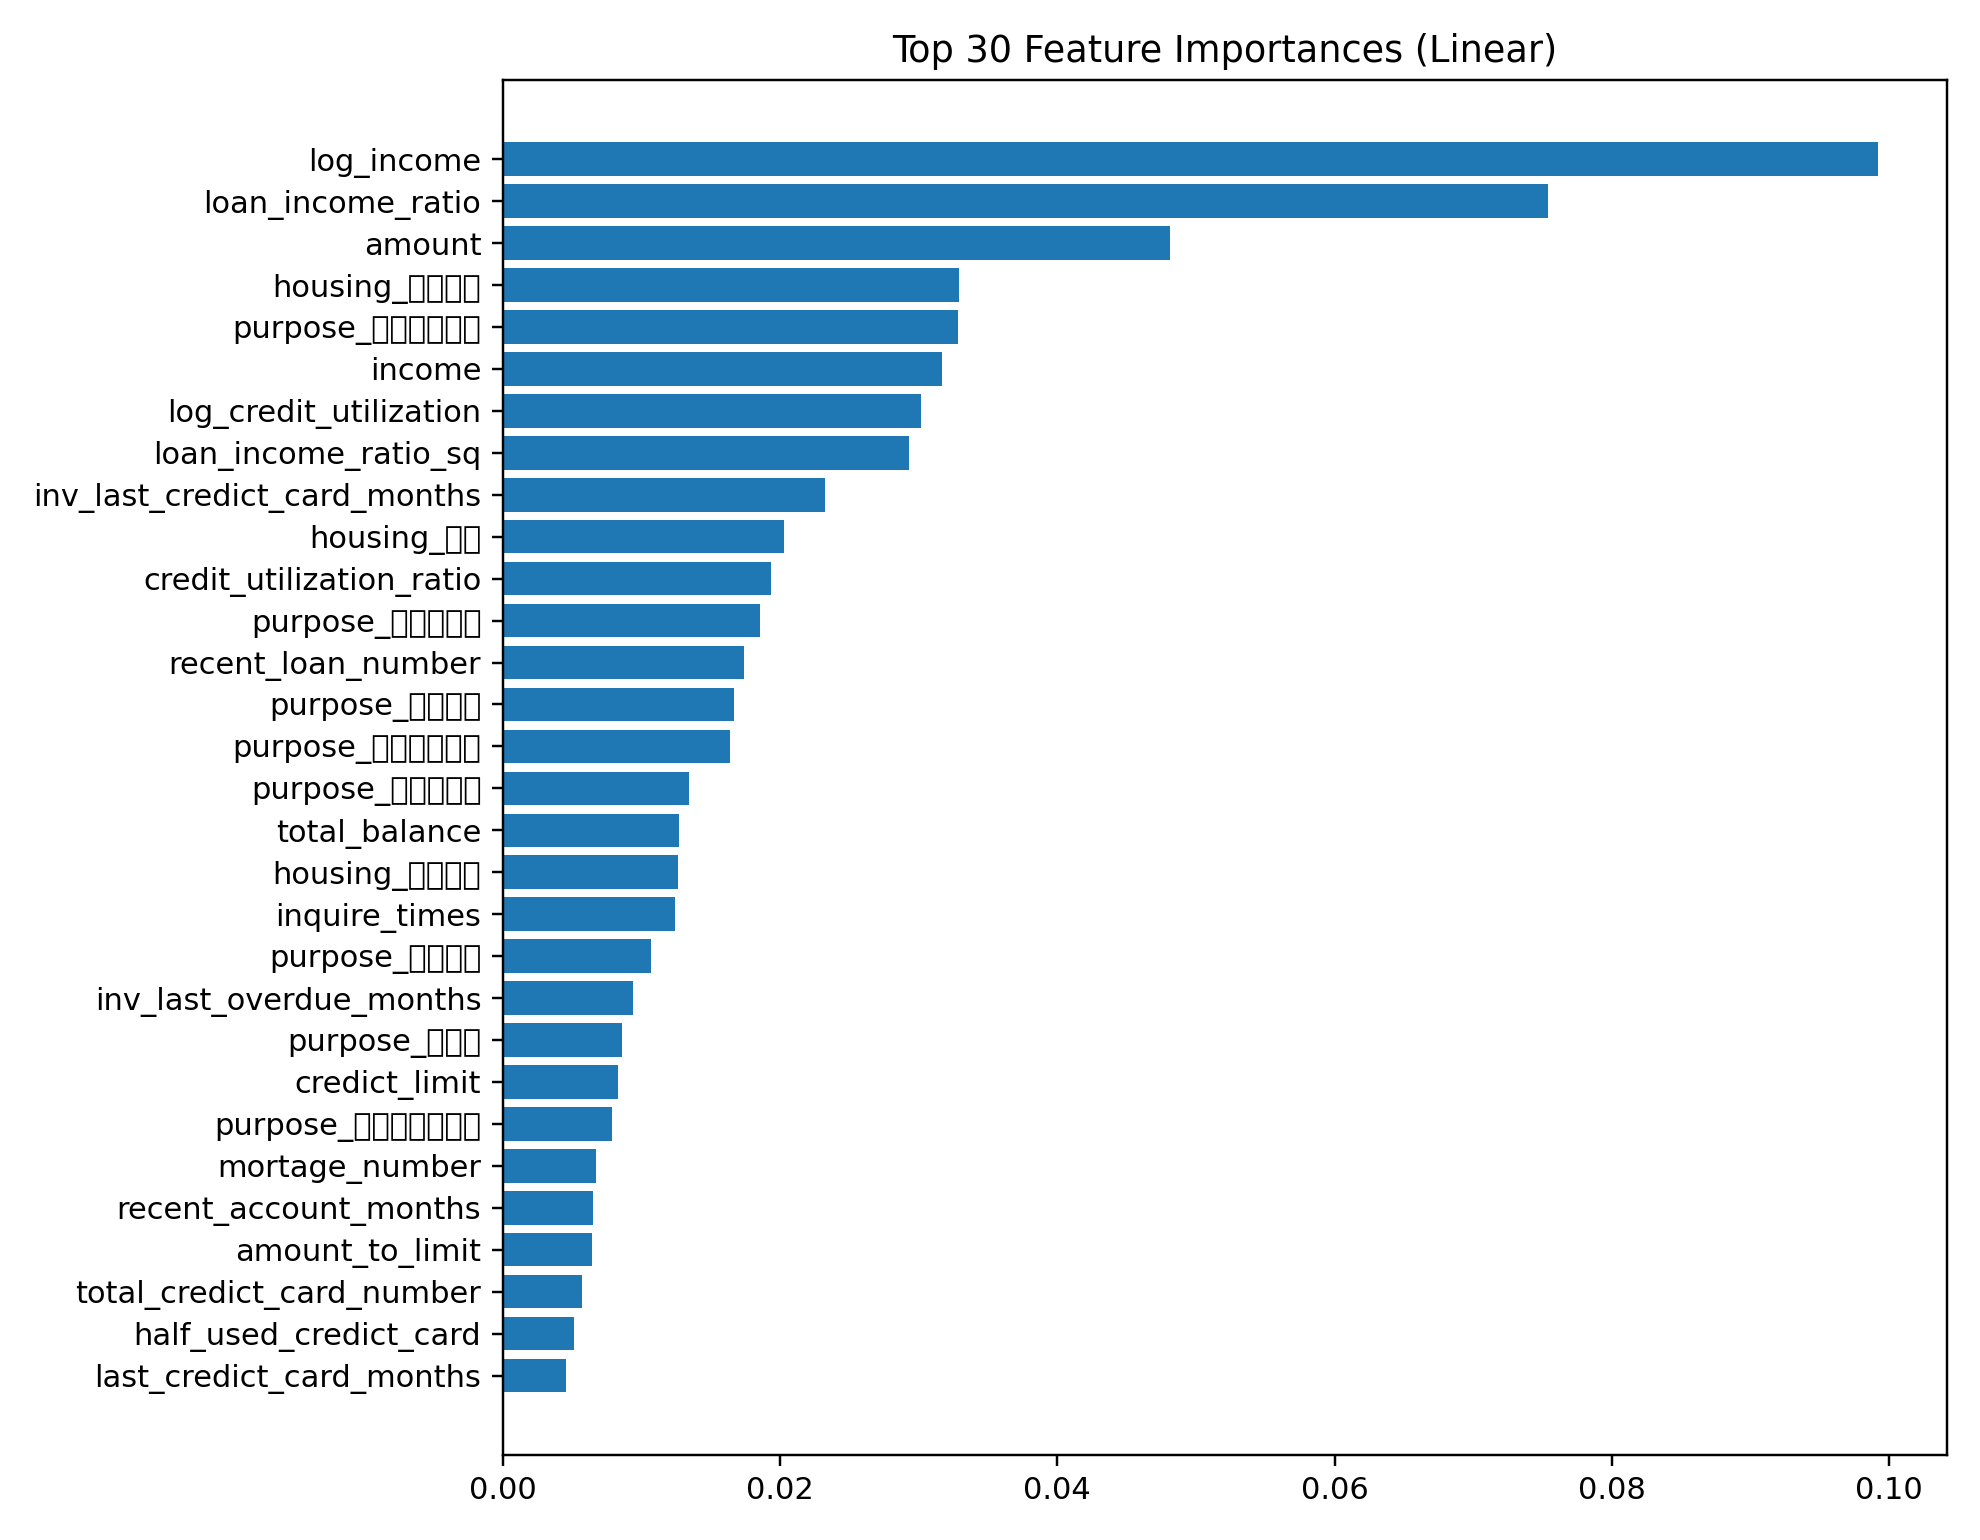 Top 30 Feature Importances (Linear)
log_income
loan_income_ratio
amount
housing_□□□□
purpose_□□□□□□
income
log_credit_utilization
loan_income_ratio_sq
inv_last_credict_card_months
housing_□□
credit_utilization_ratio
purpose_□□□□□
recent_loan_number
purpose_□□□□
purpose_□□□□□□
purpose_□□□□□
total_balance
housing_□□□□
inquire_times
purpose_□□□□
inv_last_overdue_months
purpose_□□□
credict_limit
purpose_□□□□□□□
mortage_number
recent_account_months
amount_to_limit
total_credict_card_number
half_used_credict_card
last_credict_card_months
0.00 0.02 0.04 0.06 0.08 0.10